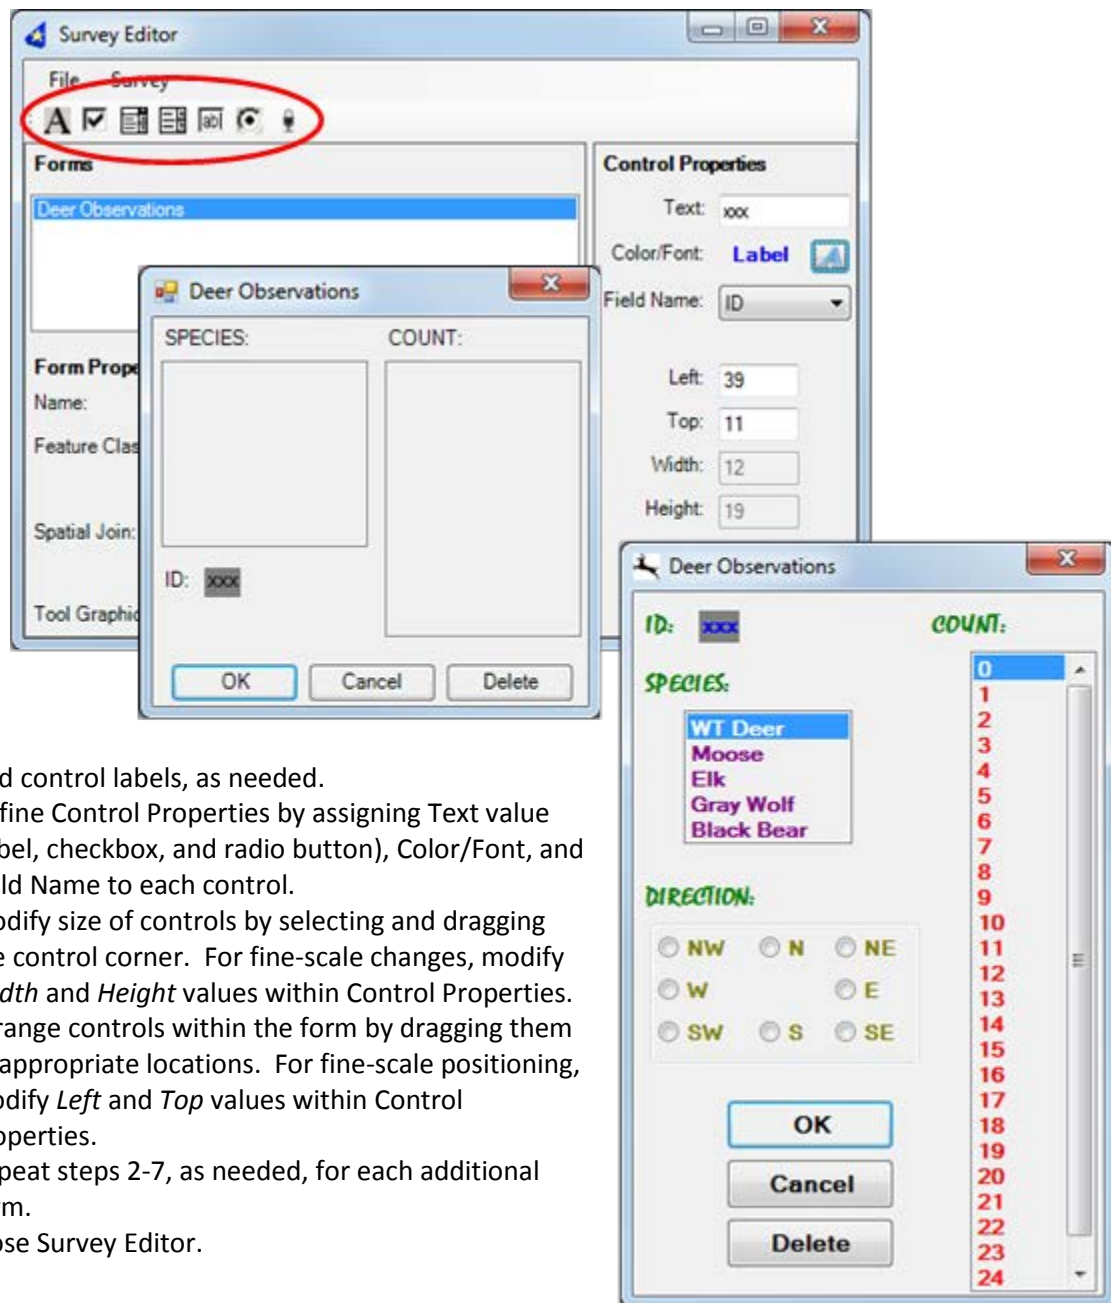 Survey Editor
File Survey
A ab
Forms
Deer Observations
Control Properties
Text: xxx
Color/Font: Label A
Field Name: ID
Left: 39
Top: 11
Width: 12
Height: 19
Form Prope
Name:
Feature Clas
Spatial Join:
Tool Graphic
Deer Observations
SPECIES: COUNT:
ID: xxx
OK Cancel Delete
Deer Observations
ID: xxx
COUNT:
SPECIES:
WT Deer
Moose
Elk
Gray Wolf
Black Bear
DIRECTION:
NW N NE
W E
SW S SE
OK
Cancel
Delete
0
1
2
3
4
5
6
7
8
9
10
11
12
13
14
15
16
17
18
19
20
21
22
23
24
d control labels, as needed.
fine Control Properties by assigning Text value
bel, checkbox, and radio button), Color/Font, and
ld Name to each control.
odify size of controls by selecting and dragging
e control corner. For fine-scale changes, modify
dth and Height values within Control Properties.
range controls within the form by dragging them
appropriate locations. For fine-scale positioning,
odify Left and Top values within Control
operties.
peat steps 2-7, as needed, for each additional
rm.
ose Survey Editor.